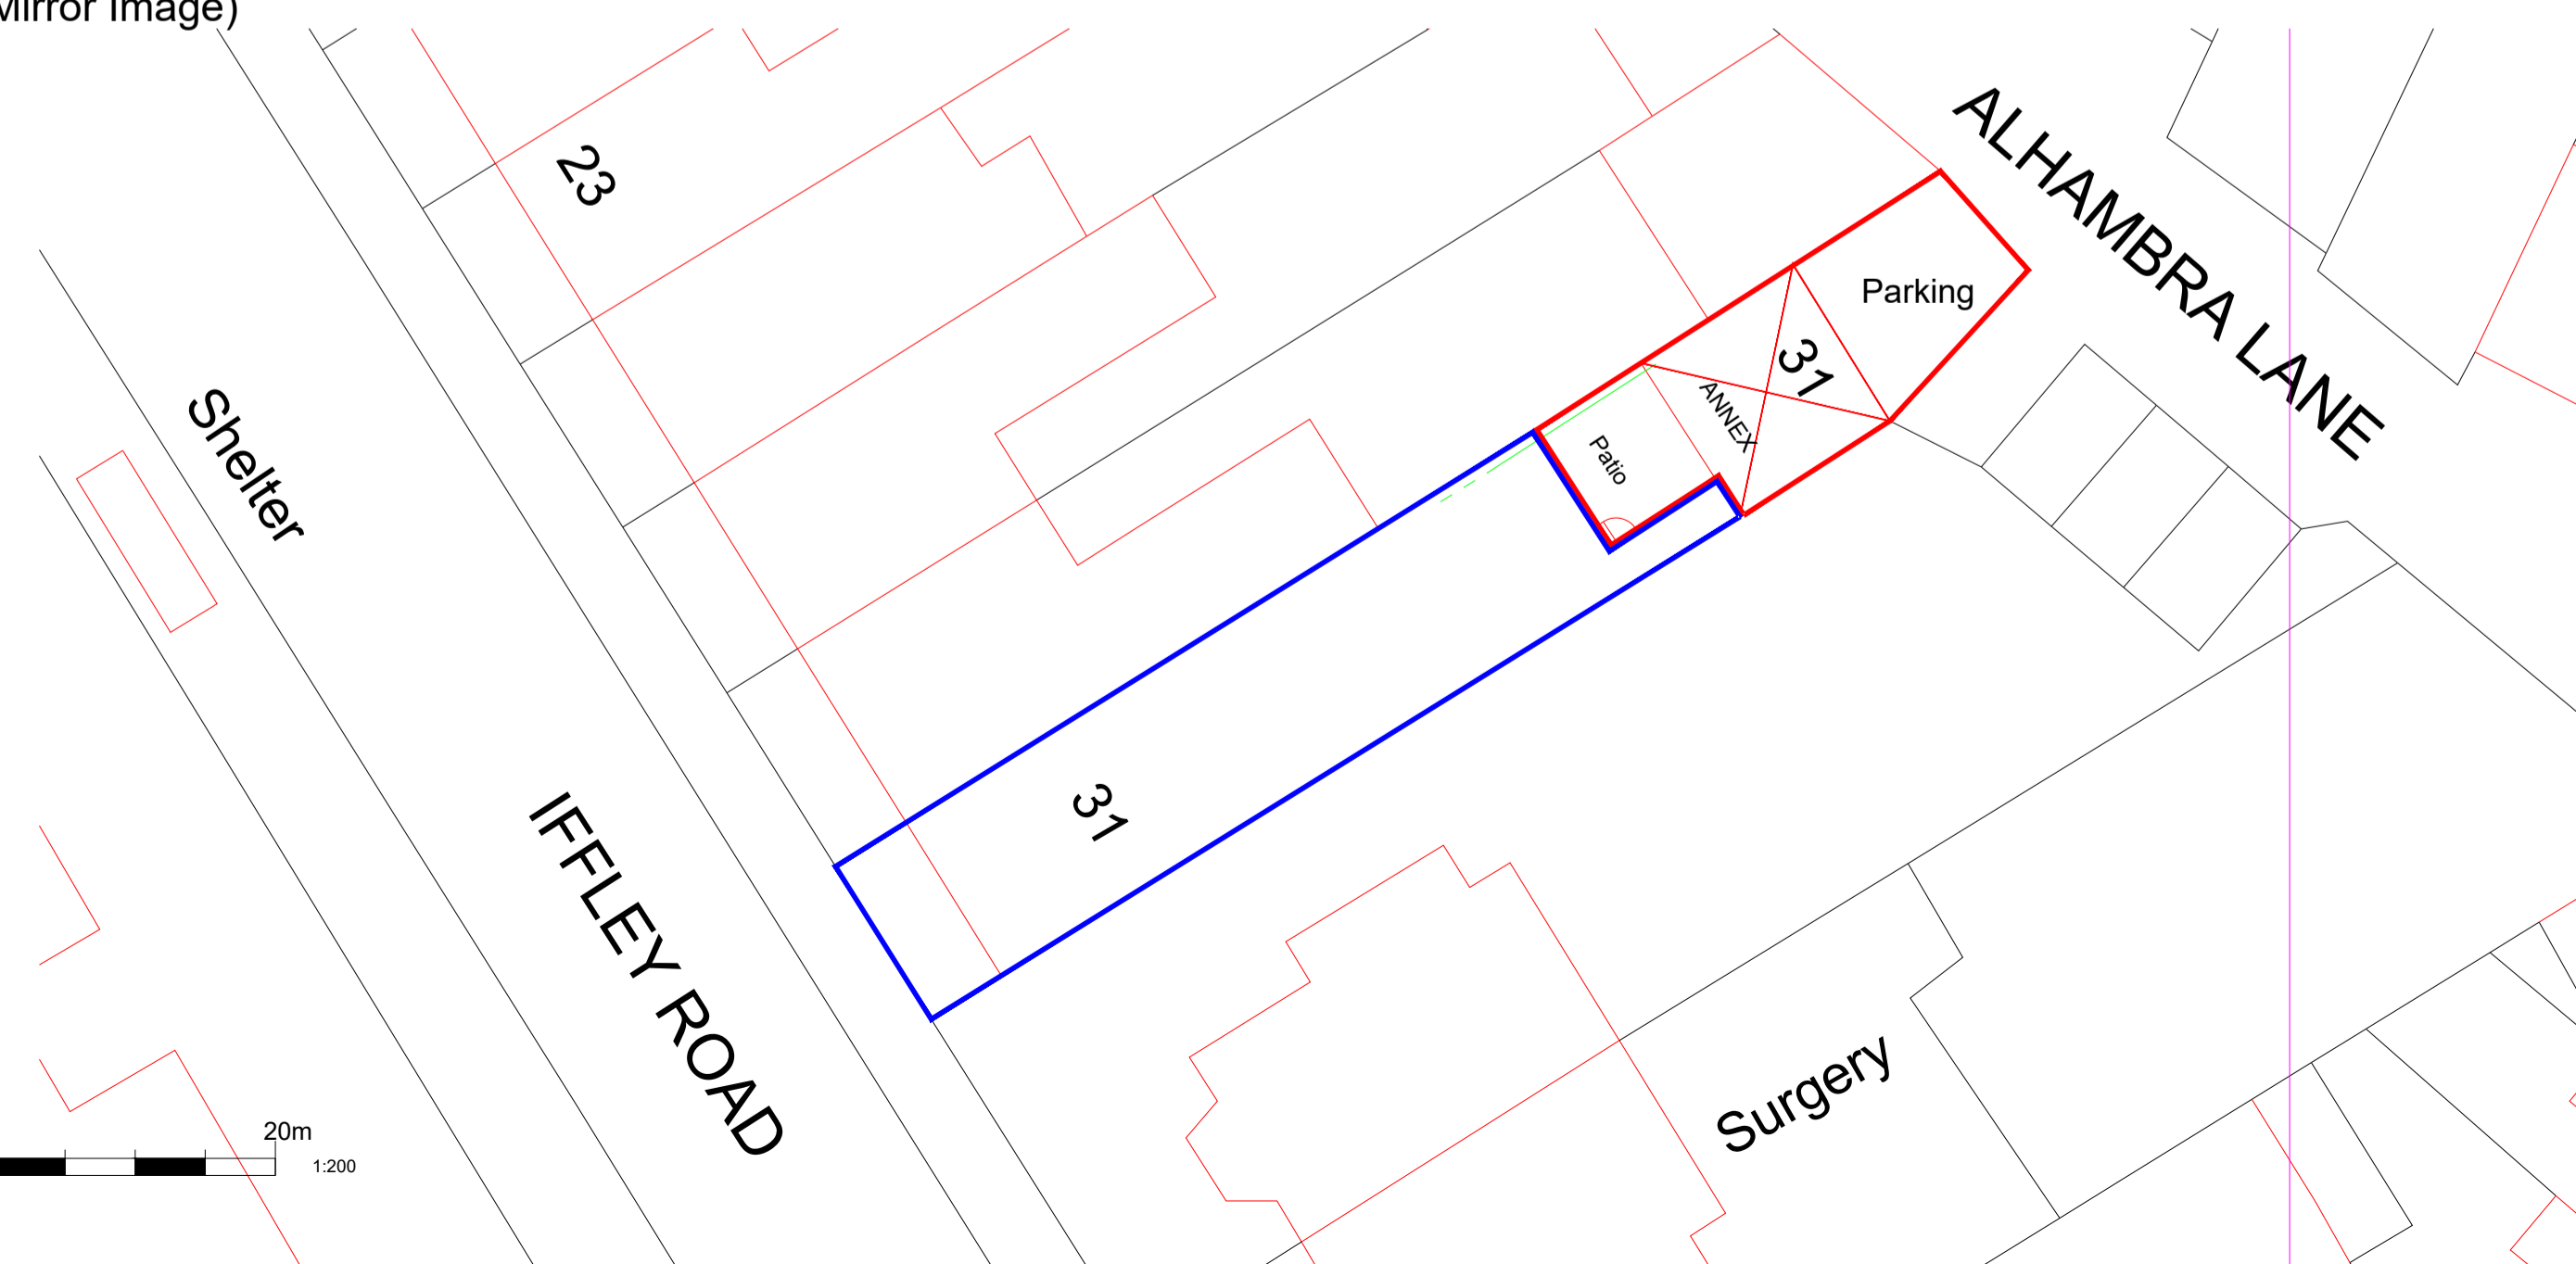 Mirror Image)
23
ALHAMBRA LANE
Parking
31
ANNEX
Patio
Shelter
31
IFFLEY ROAD
Surgery
20m
1:200